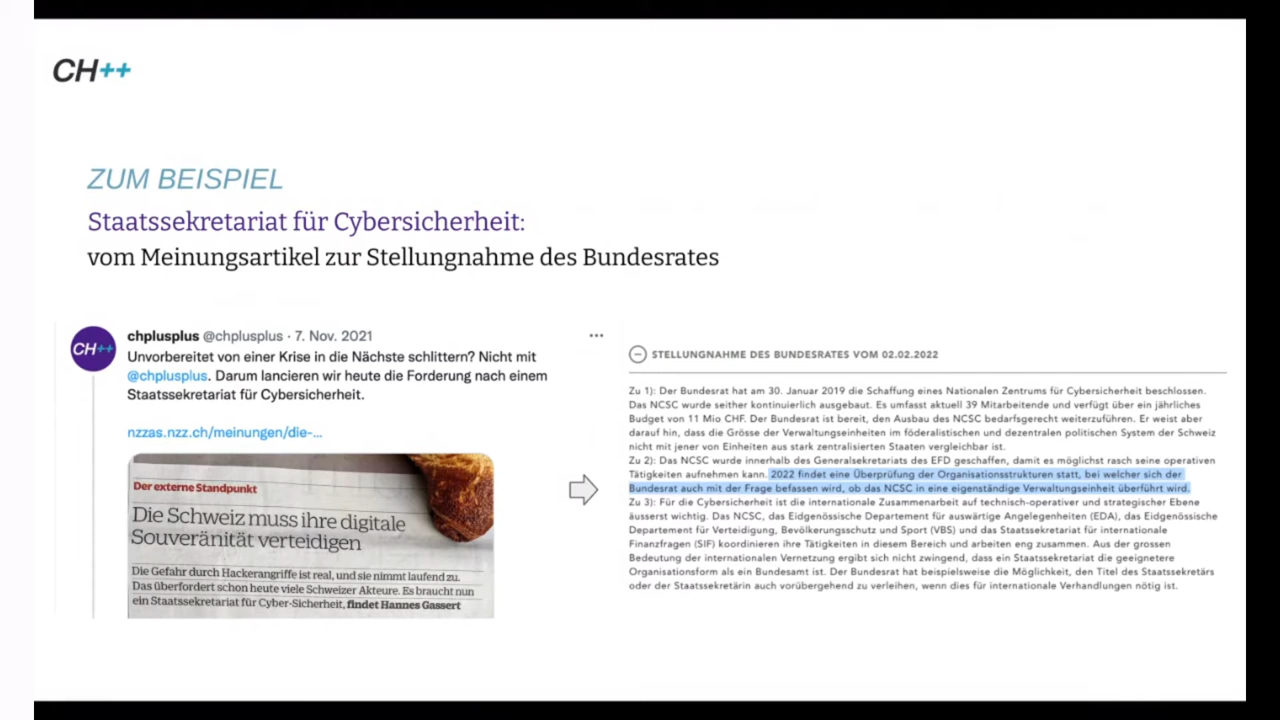 CH++
ZUM BEISPIEL
Staatssekretariat für Cybersicherheit:
vom Meinungsartikel zur Stellungnahme des Bundesrates
chplusplus @chplusplus · 7. Nov. 2021
Unvorbereitet von einer Krise in die Nächste schlittern? Nicht mit
@chplusplus. Darum lancieren wir heute die Forderung nach einem
Staatssekretariat für Cybersicherheit.
nzzas.nzz.ch/meinungen/die-...
CH++
Der externe Standpunkt
Die Schweiz muss ihre digitale
Souveränität verteidigen
Die Gefahr durch Hackerangriffe ist real, und sie nimmt laufend zu.
Das überfordert schon heute viele Schweizer Akteure. Es braucht nun
ein Staatssekretariat für Cyber-Sicherheit, findet Hannes Gassert
STELLUNGNAHME DES BUNDESRATES VOM 02.02.2022
Zu 1): Der Bundesrat hat am 30. Januar 2019 die Schaffung eines Nationalen Zentrums für Cybersicherheit beschlossen.
Das NCSC wurde seither kontinuierlich ausgebaut. Es umfasst aktuell 39 Mitarbeitende und verfügt über ein jährliches
Budget von 11 Mio CHF. Der Bundesrat ist bereit, den Ausbau des NCSC bedarfsgerecht weiterzuführen. Er weist aber
darauf hin, dass die Grösse der Verwaltungseinheiten im föderalistischen und dezentralen politischen System der Schweiz
nicht mit jener von Einheiten aus stark zentralisierten Staaten vergleichbar ist.
Zu 2): Das NCSC wurde innerhalb des Generalsekretariats des EFD geschaffen, damit es möglichst rasch seine operativen
Tätigkeiten aufnehmen kann. 2022 findet eine Überprüfung der Organisationsstrukturen statt, bei welcher sich der
Bundesrat auch mit der Frage befassen wird, ob das NCSC in eine eigenständige Verwaltungseinheit überführt wird.
Zu 3): Für die Cybersicherheit ist die internationale Zusammenarbeit auf technisch-operativer und strategischer Ebene
äusserst wichtig. Das NCSC, das Eidgenössische Departement für auswärtige Angelegenheiten (EDA), das Eidgenössische
Departement für Verteidigung, Bevölkerungsschutz und Sport (VBS) und das Staatssekretariat für internationale
Finanzfragen (SIF) koordinieren ihre Tätigkeiten in diesem Bereich und arbeiten eng zusammen. Aus der grossen
Bedeutung der internationalen Vernetzung ergibt sich nicht zwingend, dass ein Staatssekretariat die geeignetere
Organisationsform als ein Bundesamt ist. Der Bundesrat hat beispielsweise die Möglichkeit, den Titel des Staatssekretärs
oder der Staatssekretärin auch vorübergehend zu verleihen, wenn dies für internationale Verhandlungen nötig ist.